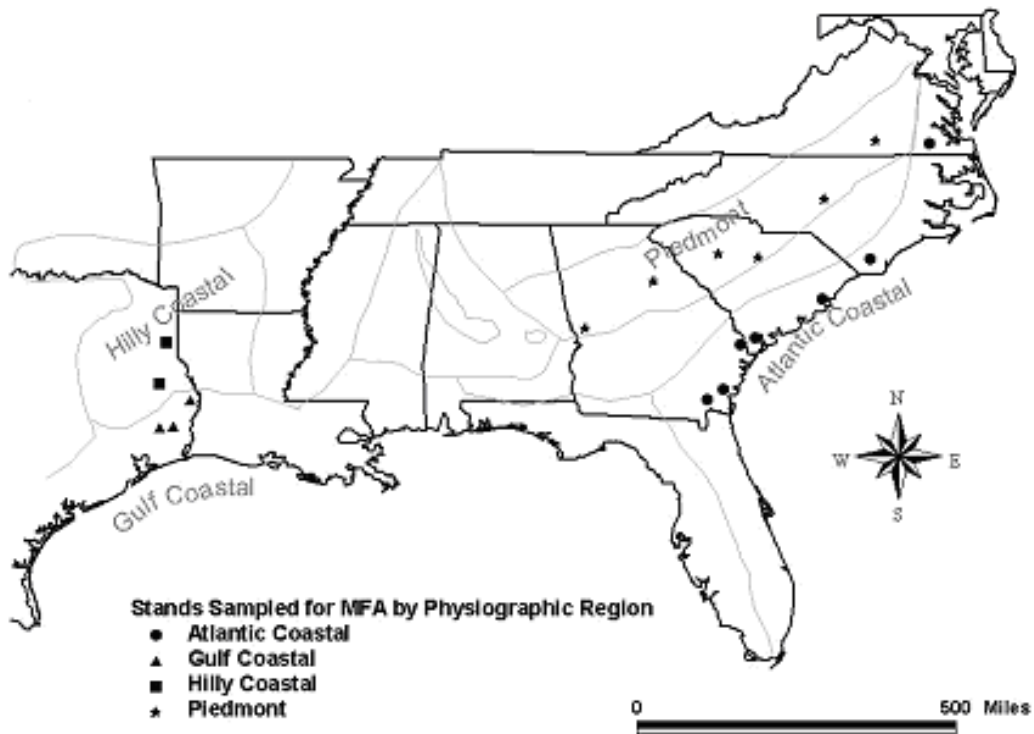 Piedmont
Hilly Coastal
Atlantic Coastal
N
W E
S
Gulf Coastal
Stands Sampled for MFA by Physiographic Region
Atlantic Coastal
Gulf Coastal
Hilly Coastal
Piedmont
0 500 Miles